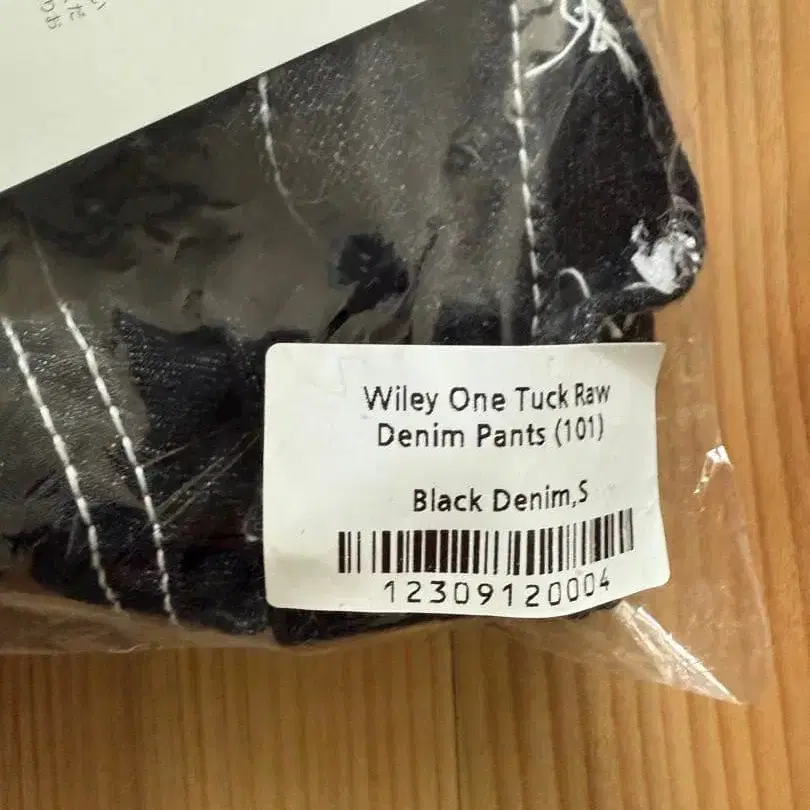 Wiley One Tuck Raw
Denim Pants (101)
Black Denim,S
12309120004